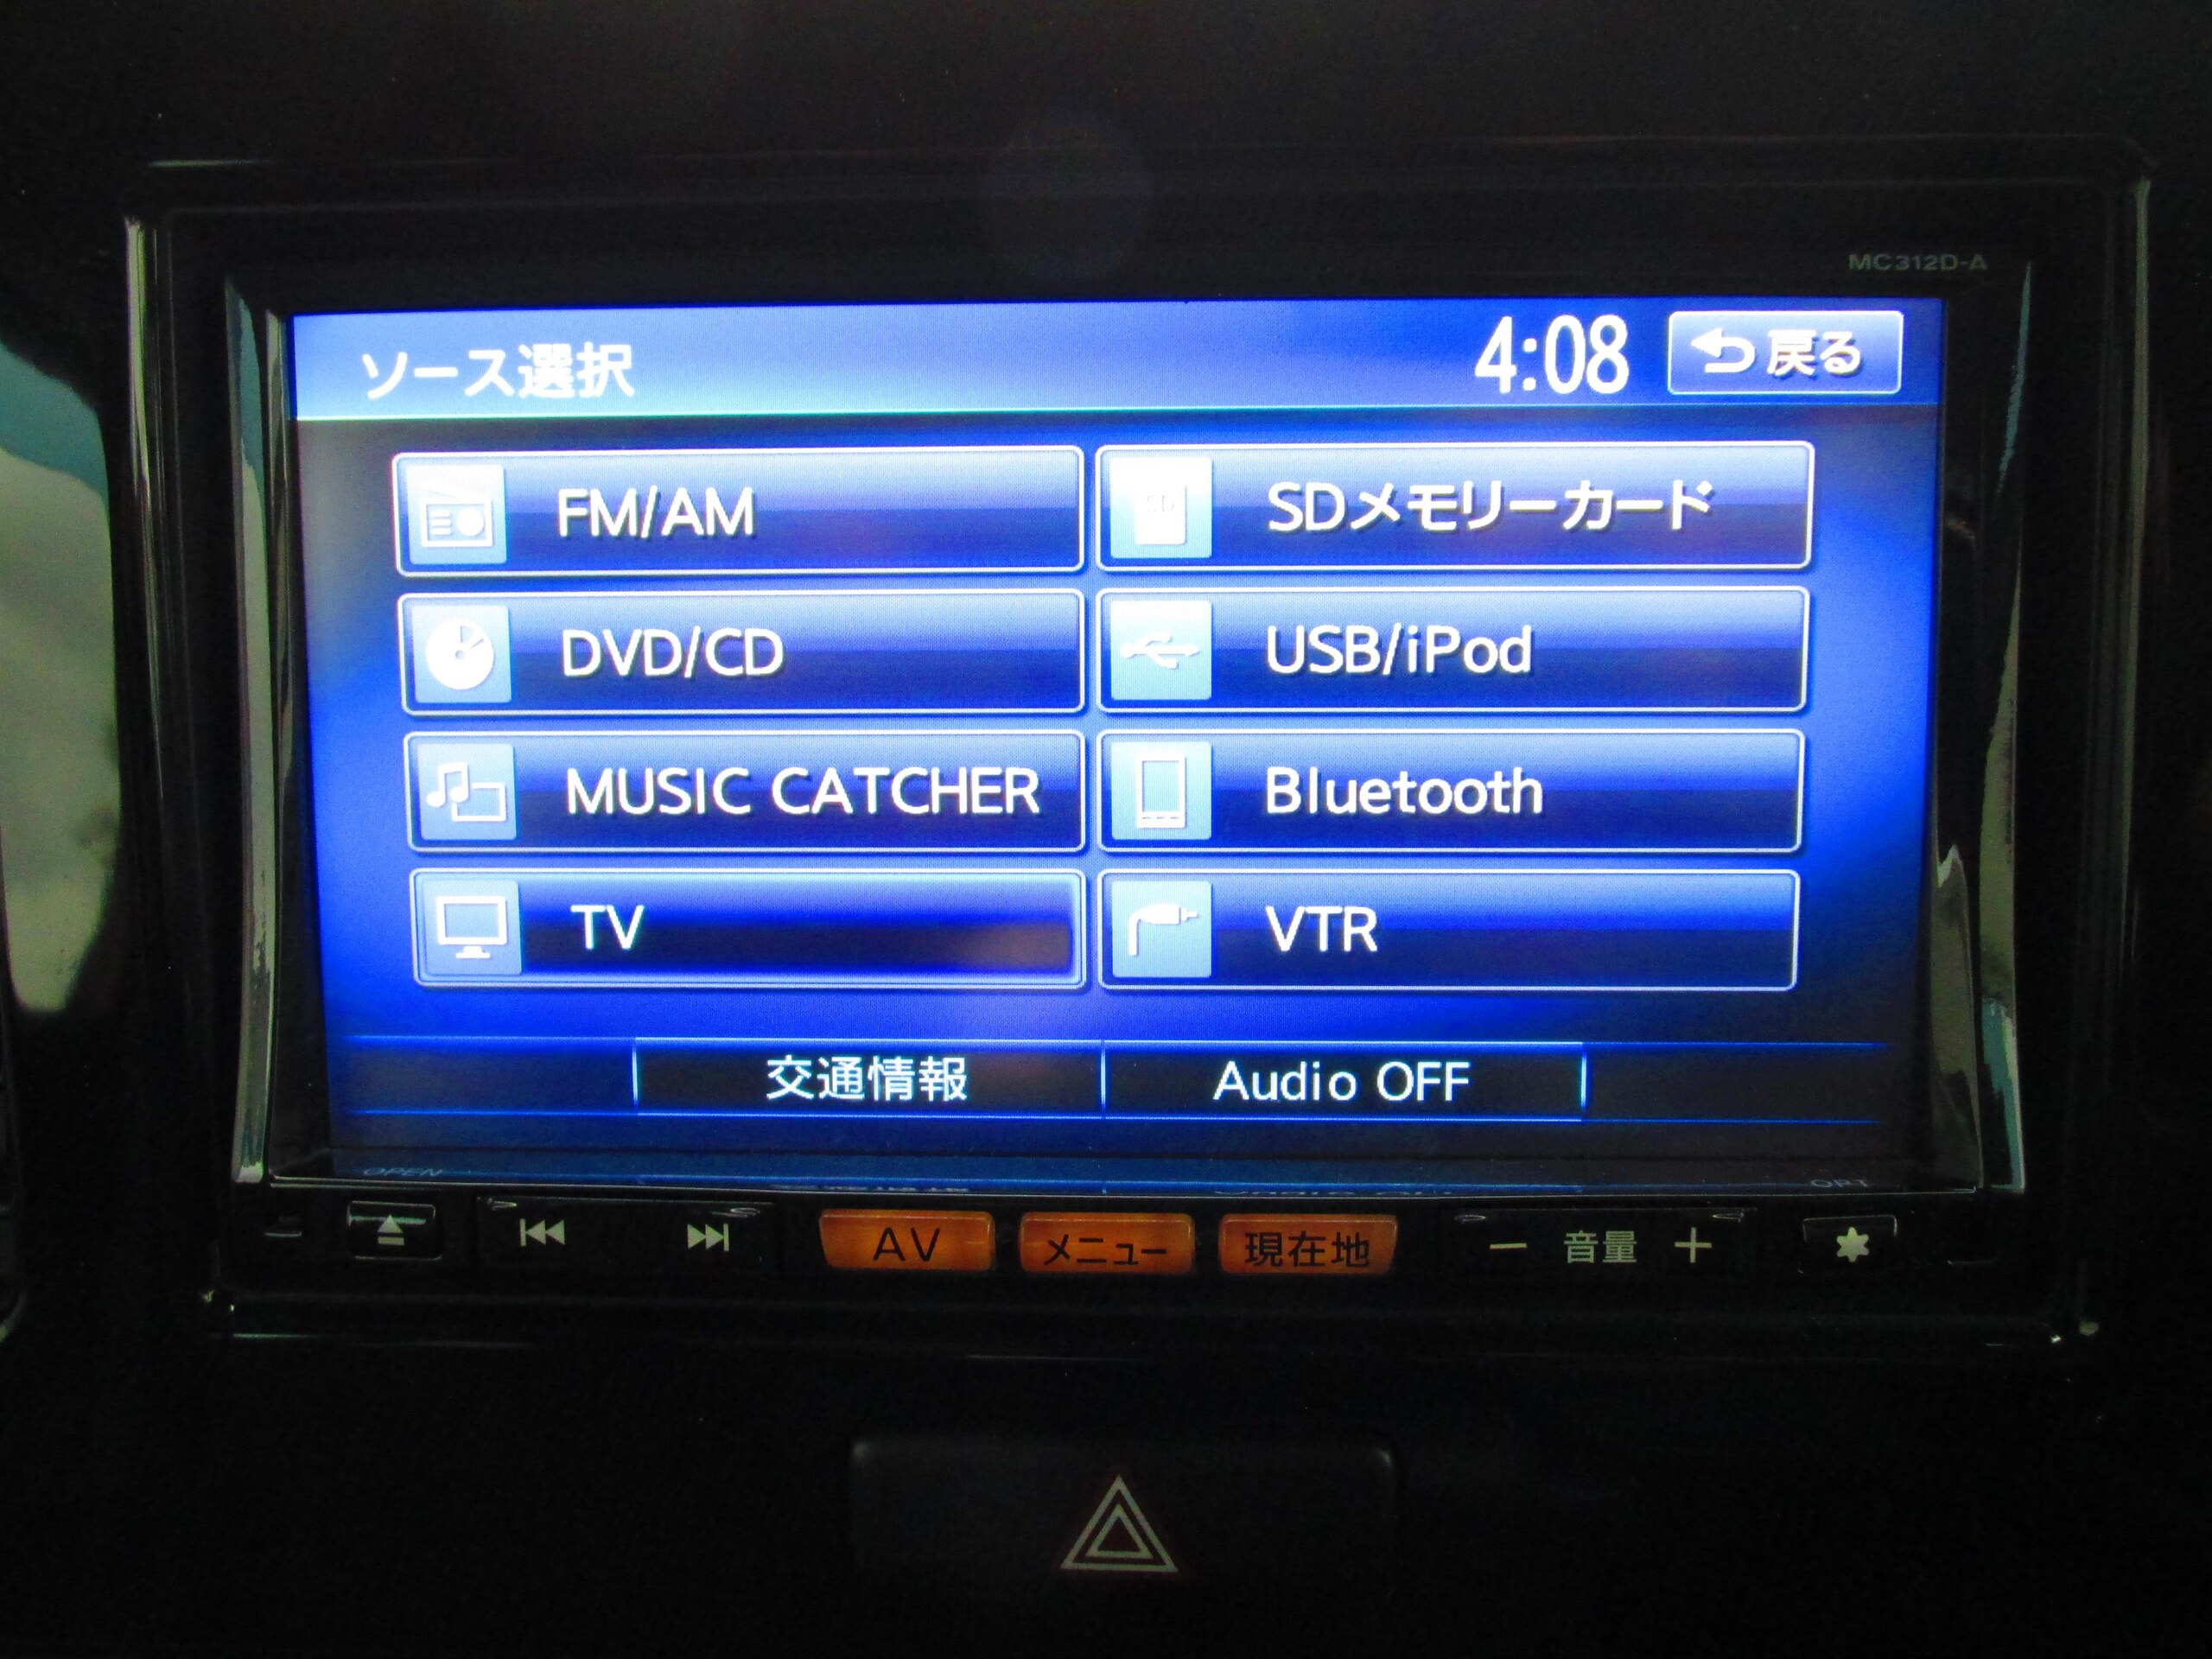 MC312D-A
ソース選択 4:08 戻る
FM/AM SDメモリーカード
DVD/CD USB/iPod
MUSIC CATCHER Bluetooth
TV VTR
交通情報 Audio OFF
OPEN OPT
AV メニュー 現在地 － 音量 ＋